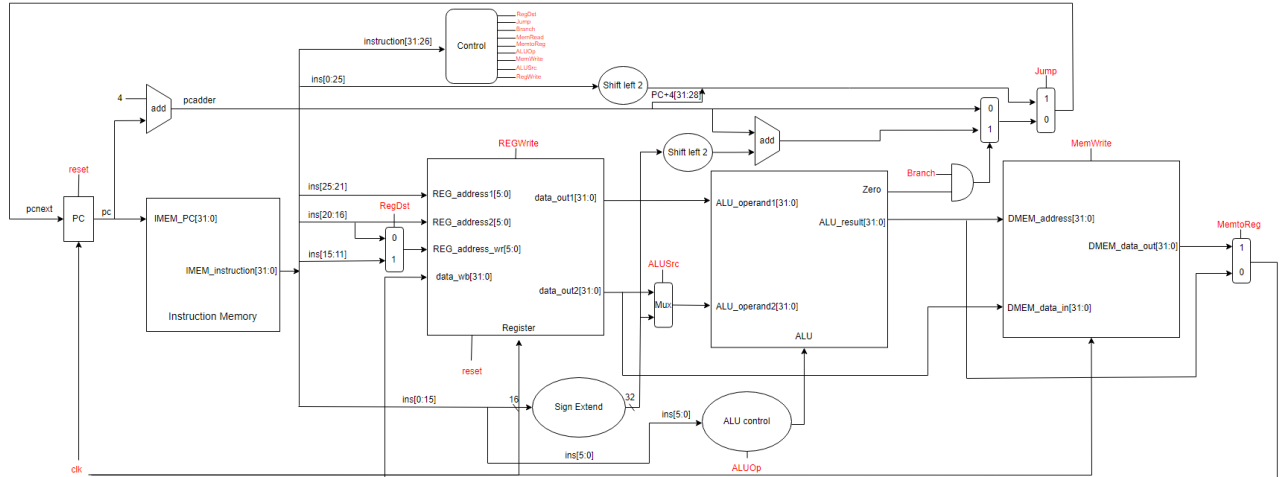 RegDst
Jump
Branch
MemRead
MemtoReg
ALUOp
MemWrite
ALUSrc
RegWrite
Control
instruction[31:26]
ins[0:25]
Shift left 2
PC+4[31:28]
Jump
1
0
4
add
pcadder
0
1
add
Shift left 2
REGWrite
MemWrite
reset
Branch
Zero
ins[25:21]
REG_address1[5:0]
data_out1[31:0]
ALU_operand1[31:0]
pcnext
PC
pc
IMEM_PC[31:0]
ins[20:16]
RegDst
REG_address2[5:0]
ALU_result[31:0]
DMEM_address[31:0]
MemtoReg
0
1
REG_address_wr[5:0]
DMEM_data_out[31:0]
1
0
ins[15:11]
IMEM_instruction[31:0]
data_wb[31:0]
ALUSrc
data_out2[31:0]
Mux
ALU_operand2[31:0]
DMEM_data_in[31:0]
Instruction Memory
Register
ALU
reset
ins[0:15]
16
Sign Extend
32
ins[5:0]
ALU control
ins[5:0]
clk
ALUOp